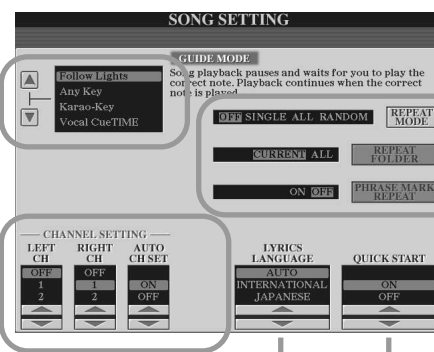 SONG SETTING
GUIDE MODE
Song playback pauses and waits for you to play the
correct note. Playback continues when the correct
note is played.
Follow Lights
Any Key
Karao-Key
Vocal CueTIME
OFF SINGLE ALL RANDOM
REPEAT
MODE
CURRENT ALL
REPEAT
FOLDER
ON OFF
PHRASE MARK
REPEAT
CHANNEL SETTING
LEFT
CH
OFF
1
2
RIGHT
CH
OFF
1
2
AUTO
CH SET
ON
OFF
LYRICS
LANGUAGE
AUTO
INTERNATIONAL
JAPANESE
QUICK START
ON
OFF